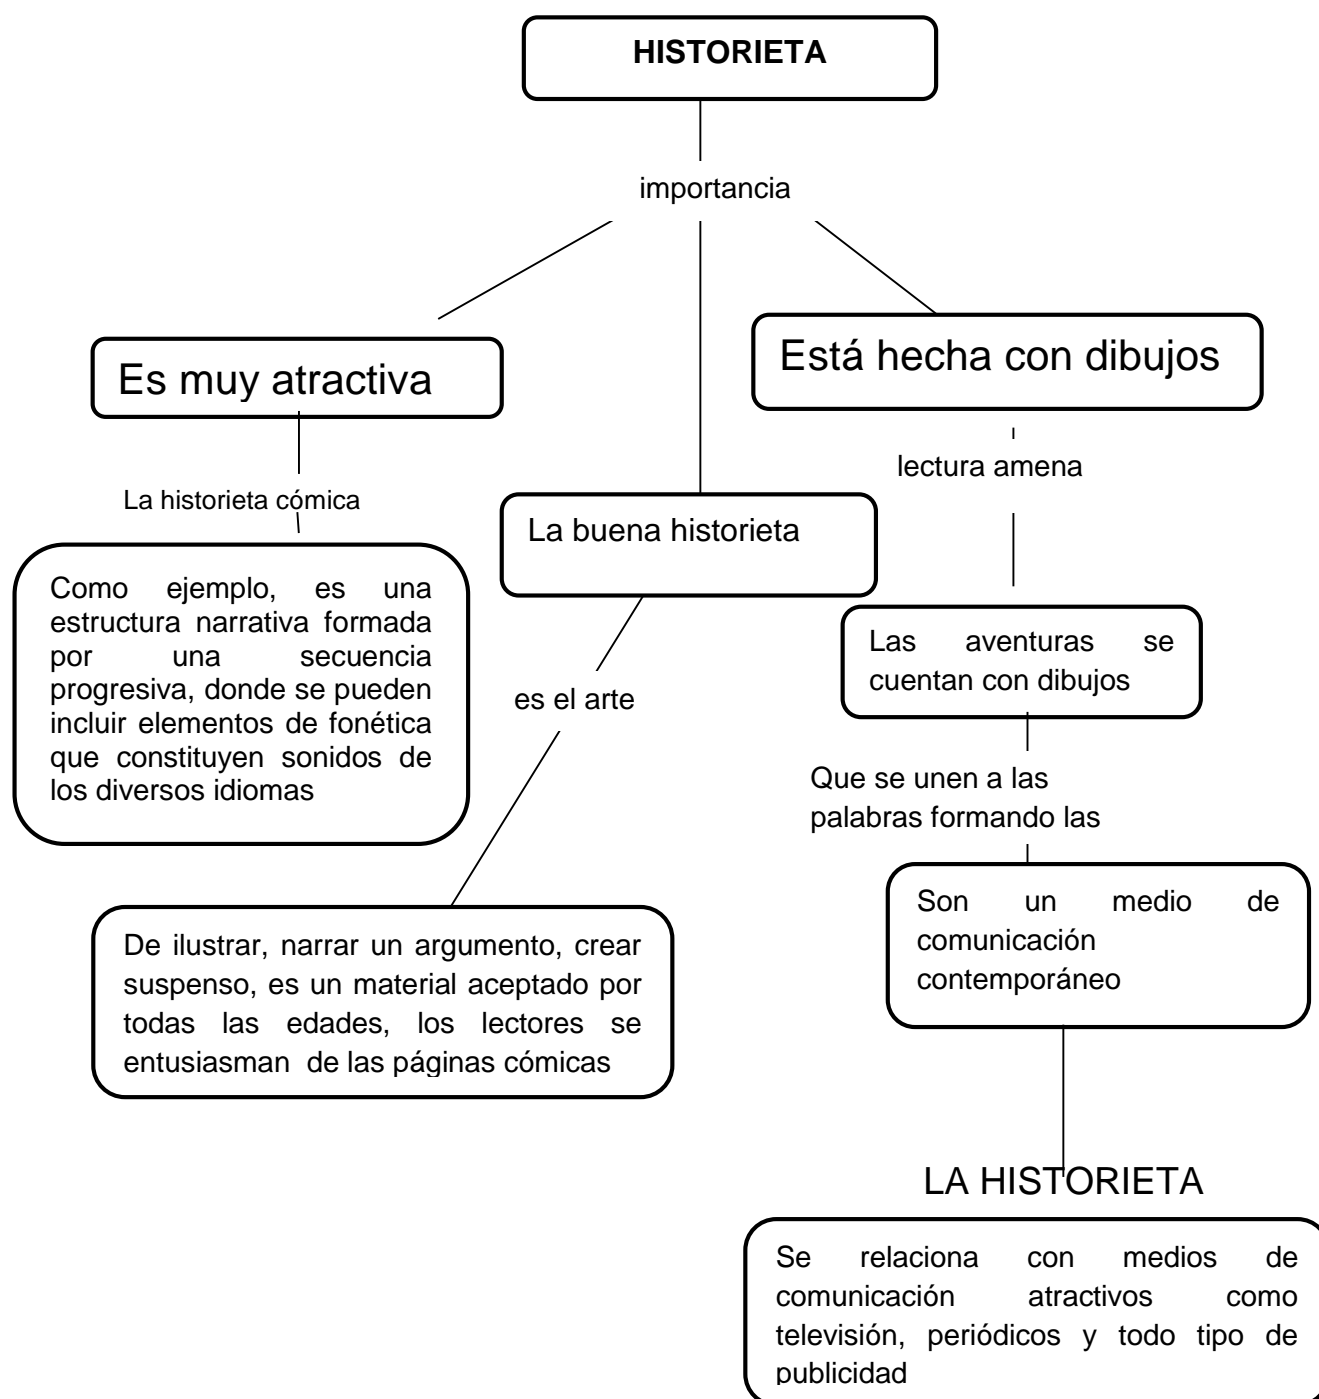 HISTORIETA
importancia
Es muy atractiva
Está hecha con dibujos
lectura amena
La historieta cómica
La buena historieta
Como ejemplo, es una
estructura narrativa formada
por una secuencia
progresiva, donde se pueden
incluir elementos de fonética
que constituyen sonidos de
los diversos idiomas
Las aventuras se
cuentan con dibujos
es el arte
Que se unen a las
palabras formando las
De ilustrar, narrar un argumento, crear
suspenso, es un material aceptado por
todas las edades, los lectores se
entusiasman de las páginas cómicas
Son un medio de
comunicación
contemporáneo
LA HISTORIETA
Se relaciona con medios de
comunicación atractivos como
televisión, periódicos y todo tipo de
publicidad